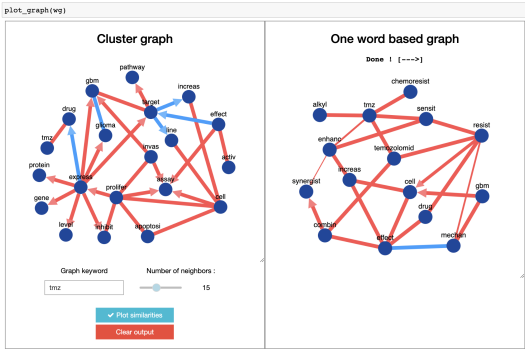 plot_graph(wg)
Cluster graph
pathway
gbm
increas
target
drug
effect
glioma
line
tmz
invas
activ
protein
express
assay
prolifer
gene
cell
level
inhibit
apoptosi
Graph keyword
Number of neighbors :
tmz
15
✓ Plot similarities
Clear output
One word based graph
Done ! [--->]
chemoresist
alkyl
tmz
sensit
resist
enhanc
temozolomid
increas
synergist
cell
gbm
drug
combin
effect
mechan